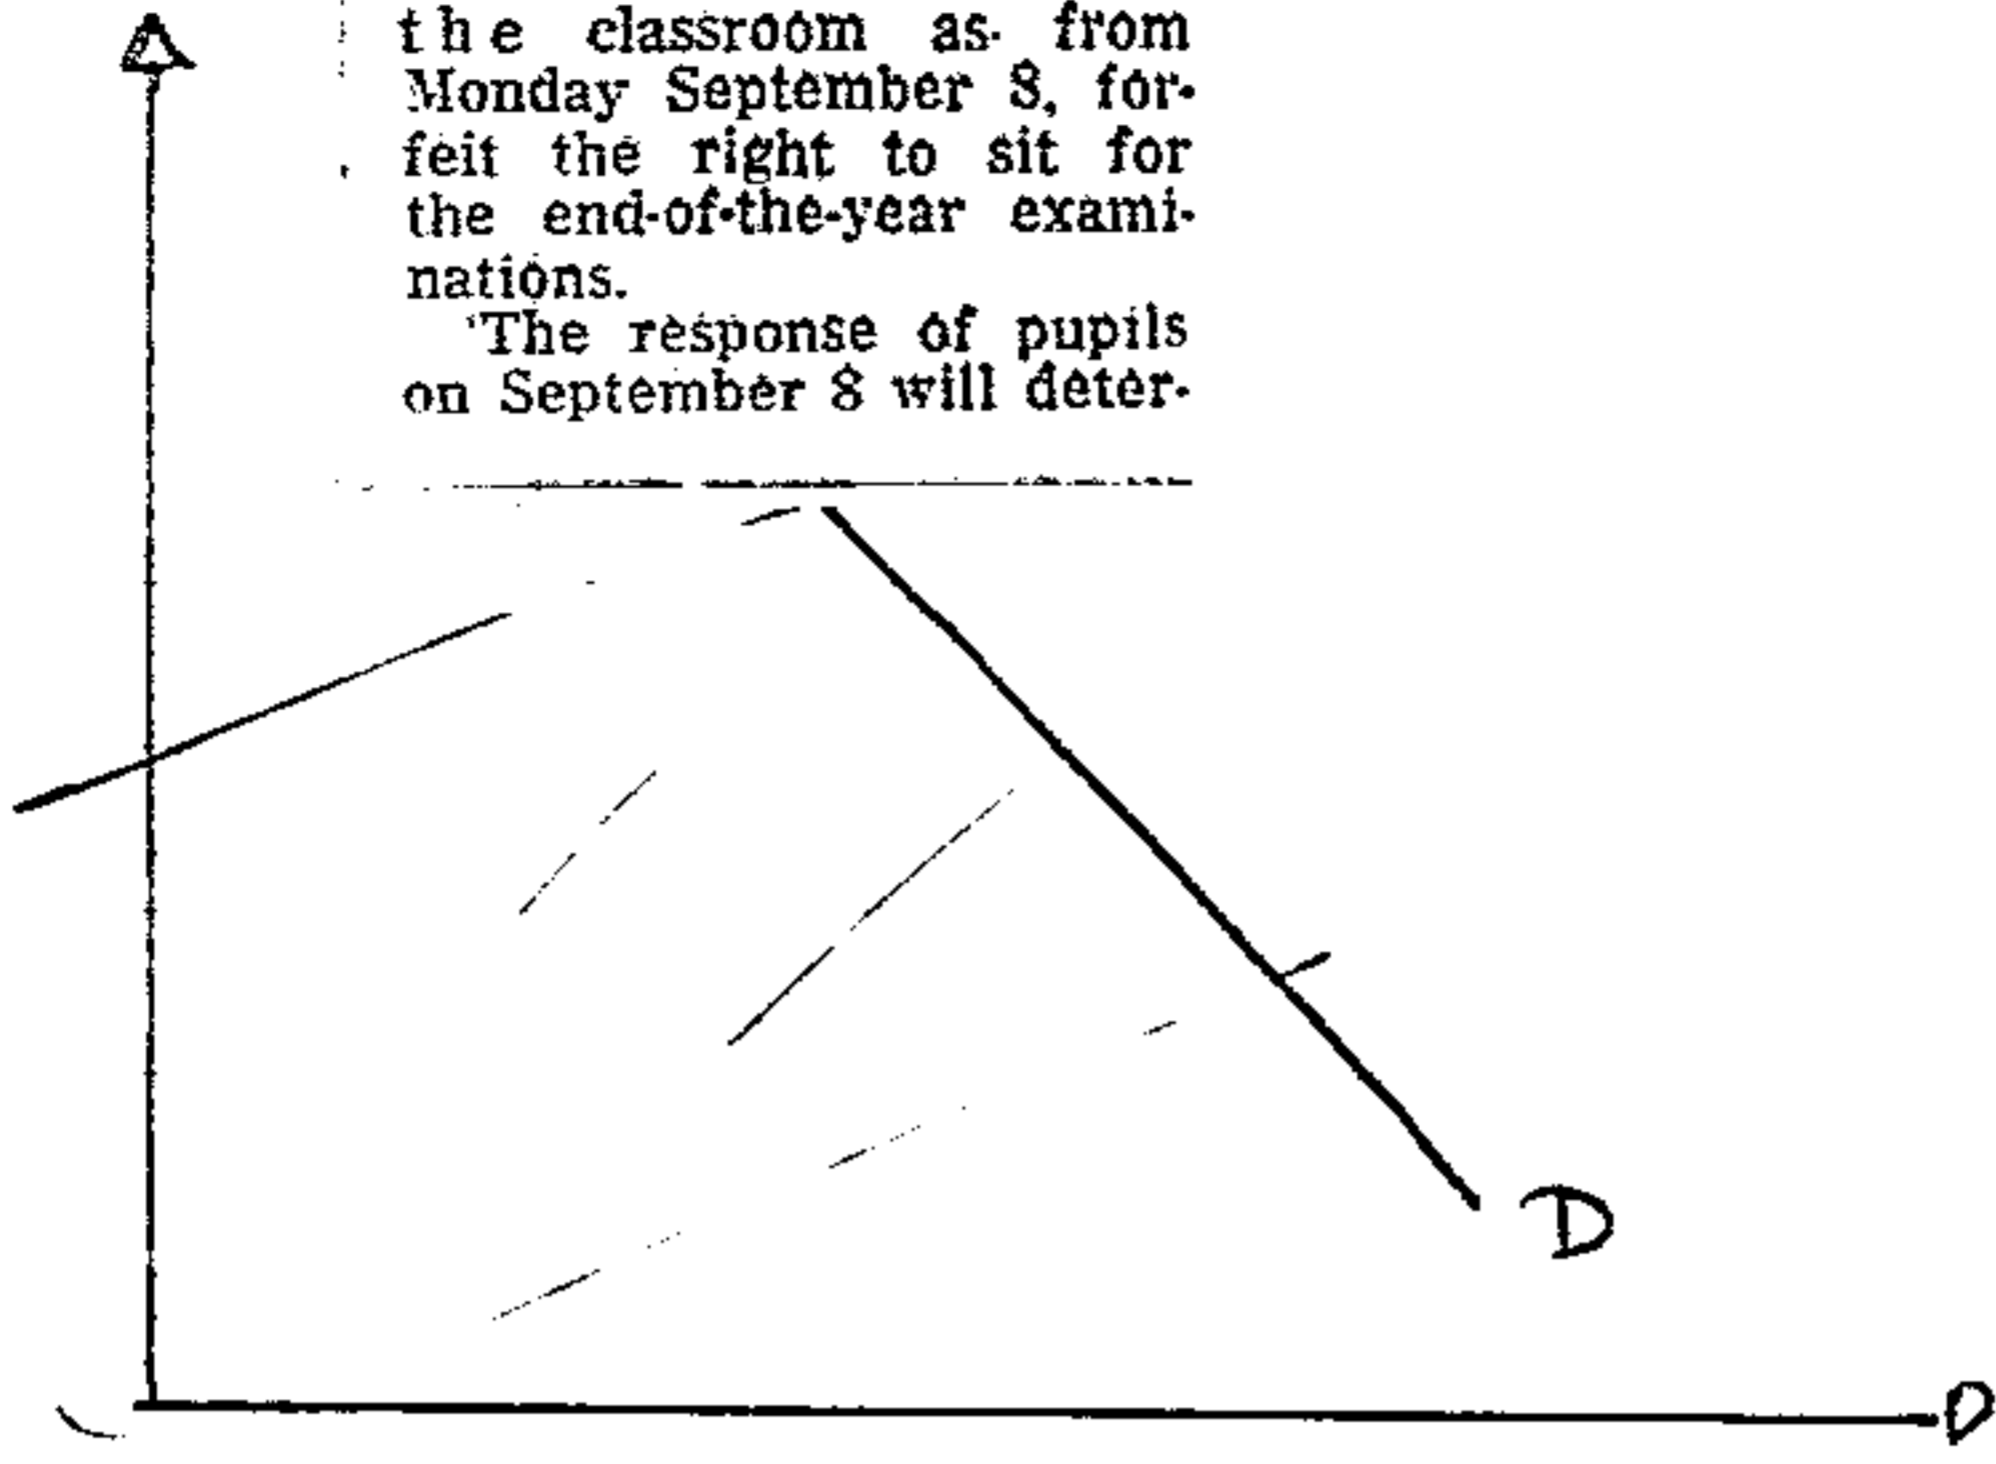 the classroom as from
Monday September 8, for-
feit the right to sit for
the end-of-the-year exami-
nations.
The response of pupils
on September 8 will deter-
D